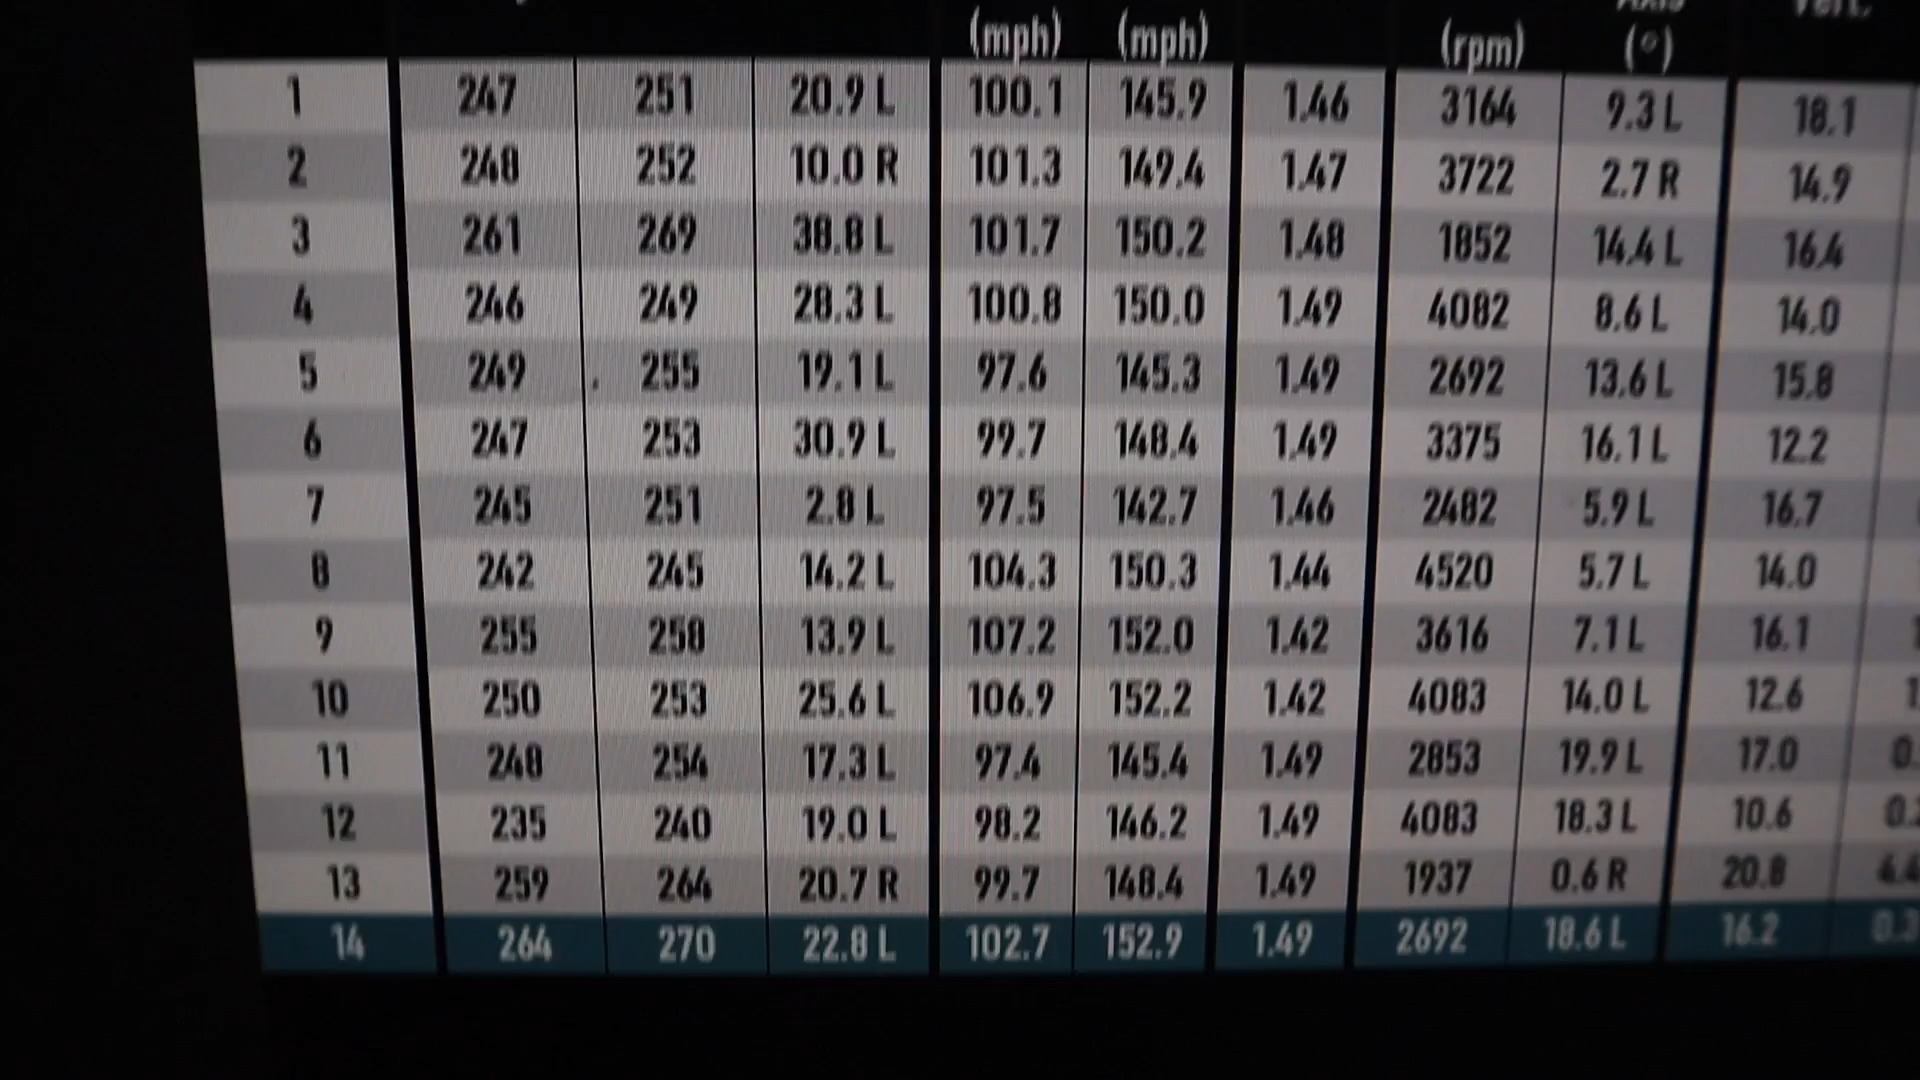 (mph) (mph) (rpm) (°)
1 247 251 20.9 L 100.1 145.9 1.46 3164 9.3 L 18.1
2 248 252 10.0 R 101.3 149.4 1.47 3722 2.7 R 14.9
3 261 269 38.8 L 101.7 150.2 1.48 1852 14.4 L 16.4
4 246 249 28.3 L 100.8 150.0 1.49 4082 8.6 L 14.0
5 249 255 19.1 L 97.6 145.3 1.49 2692 13.6 L 15.8
6 247 253 30.9 L 99.7 148.4 1.49 3375 16.1 L 12.2
7 245 251 2.8 L 97.5 142.7 1.46 2482 5.9 L 16.7
8 242 245 14.2 L 104.3 150.3 1.44 4520 5.7 L 14.0
9 255 258 13.9 L 107.2 152.0 1.42 3616 7.1 L 16.1
10 250 253 25.6 L 106.9 152.2 1.42 4083 14.0 L 12.6
11 248 254 17.3 L 97.4 145.4 1.49 2853 19.9 L 17.0
12 235 240 19.0 L 98.2 146.2 1.49 4083 18.3 L 10.6
13 259 264 20.7 R 99.7 148.4 1.49 1937 0.6 R 20.8
14 264 270 22.8 L 102.7 152.9 1.49 2692 18.6 L 16.2